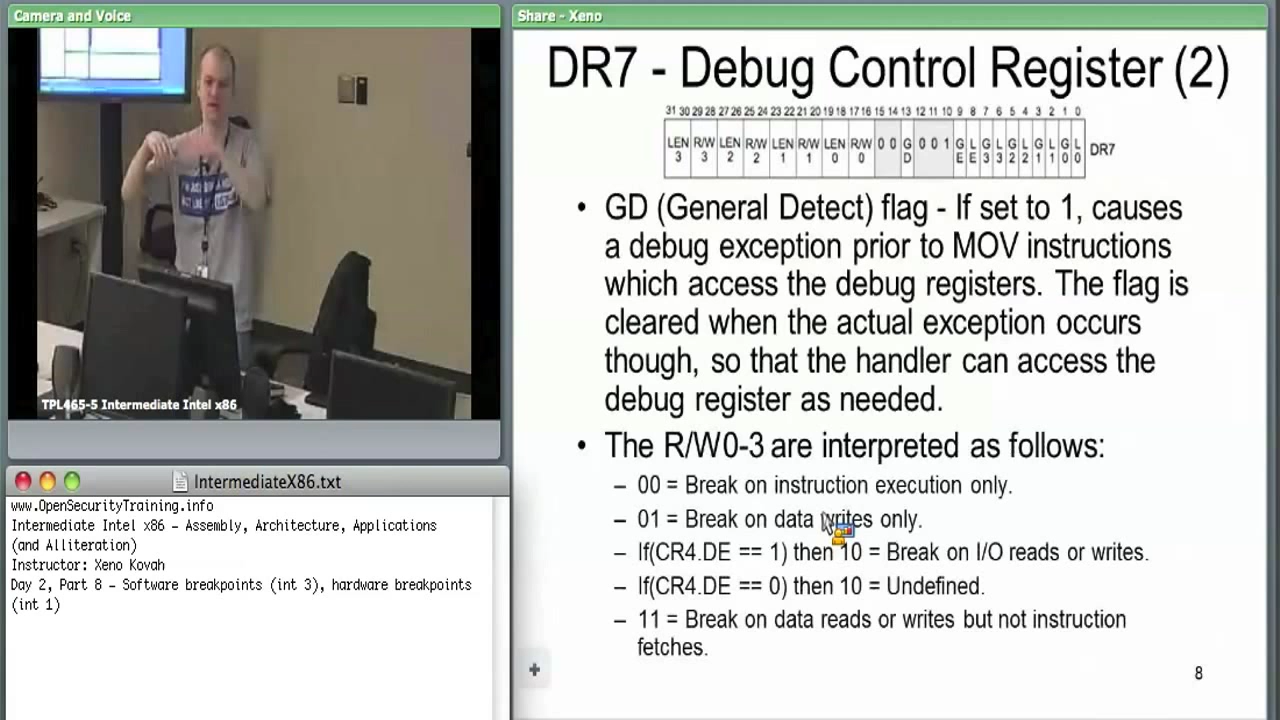 Camera and Voice
TPL465-5 Intermediate Intel x86
IntermediateX86.txt
www.OpenSecurityTraining.info
Intermediate Intel x86 – Assembly, Architecture, Applications
(and Alliteration)
Instructor: Xeno Kovah
Day 2, Part 8 – Software breakpoints (int 3), hardware breakpoints
(int 1)
Share - Xeno
DR7 - Debug Control Register (2)
31 30 29 28 27 26 25 24 23 22 21 20 19 18 17 16 15 14 13 12 11 10 9 8 7 6 5 4 3 2 1 0
LEN 3 R/W 3 LEN 2 R/W 2 LEN 1 R/W 1 LEN 0 R/W 0 0 0 G D 0 0 1 G E L E G 3 L 3 G 2 L 2 G 1 L 1 G 0 L 0 DR7
• GD (General Detect) flag - If set to 1, causes
a debug exception prior to MOV instructions
which access the debug registers. The flag is
cleared when the actual exception occurs
though, so that the handler can access the
debug register as needed.
• The R/W0-3 are interpreted as follows:
– 00 = Break on instruction execution only.
– 01 = Break on data writes only.
– If(CR4.DE == 1) then 10 = Break on I/O reads or writes.
– If(CR4.DE == 0) then 10 = Undefined.
– 11 = Break on data reads or writes but not instruction
fetches.
8